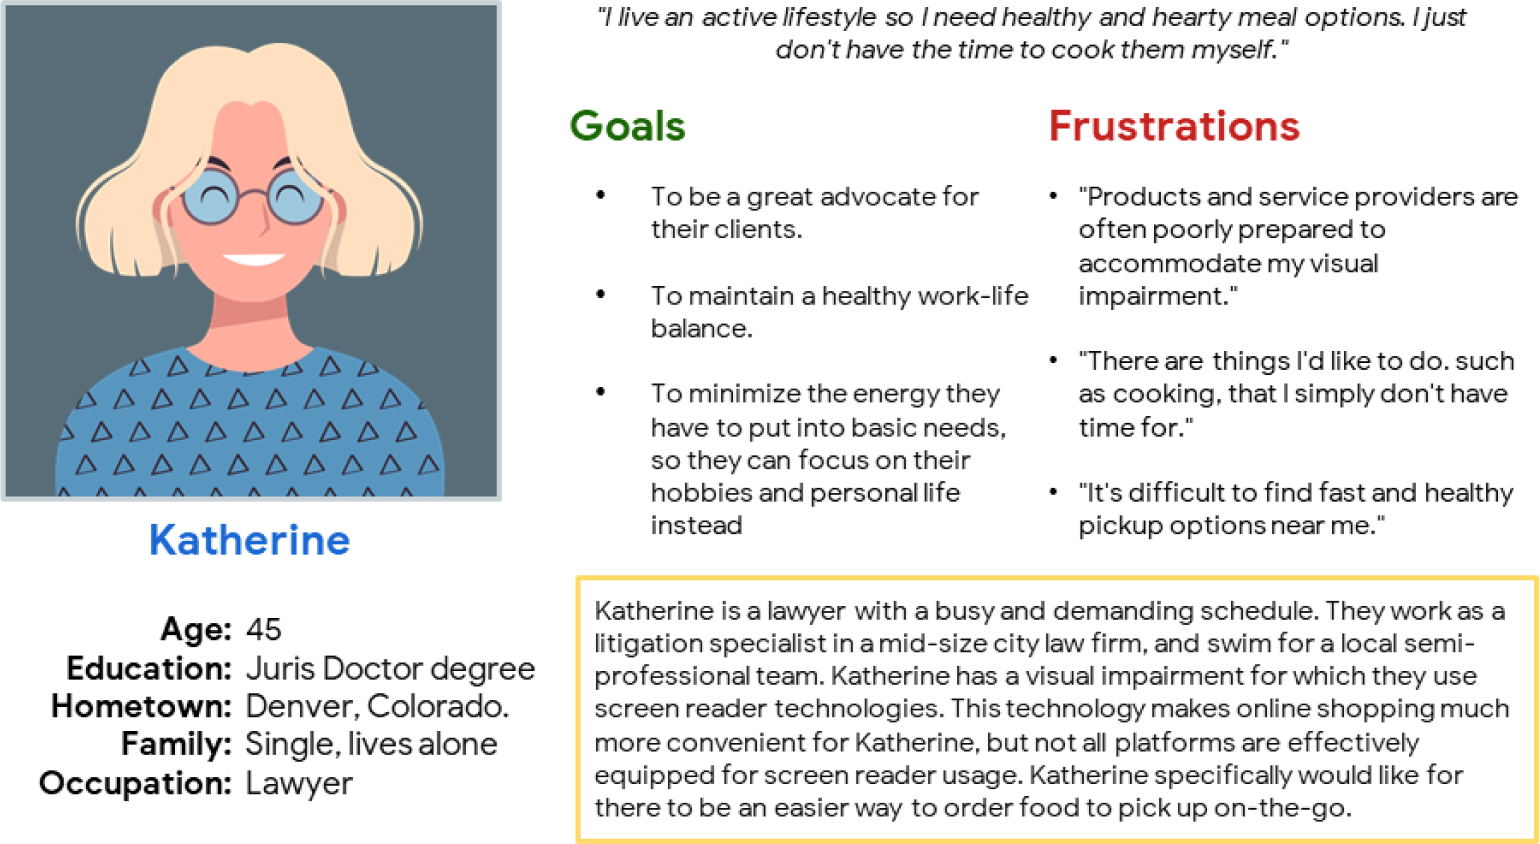 "I live an active lifestyle so I need healthy and hearty meal options. I just
don't have the time to cook them myself."
Goals
• To be a great advocate for
their clients.
• To maintain a healthy work-life
balance.
• To minimize the energy they
have to put into basic needs,
so they can focus on their
hobbies and personal life
instead
Frustrations
• "Products and service providers are
often poorly prepared to
accommodate my visual
impairment."
• "There are things I'd like to do. such
as cooking, that I simply don't have
time for."
• "It's difficult to find fast and healthy
pickup options near me."
Katherine
Age: 45
Education: Juris Doctor degree
Hometown: Denver, Colorado.
Family: Single, lives alone
Occupation: Lawyer
Katherine is a lawyer with a busy and demanding schedule. They work as a
litigation specialist in a mid-size city law firm, and swim for a local semi-
professional team. Katherine has a visual impairment for which they use
screen reader technologies. This technology makes online shopping much
more convenient for Katherine, but not all platforms are effectively
equipped for screen reader usage. Katherine specifically would like for
there to be an easier way to order food to pick up on-the-go.